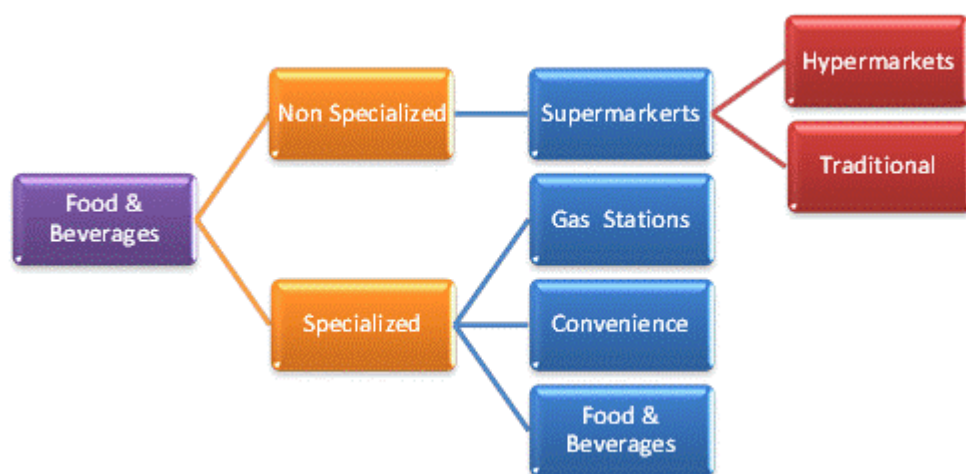 Hypermarkets
Non Specialized
Supermarkerts
Traditional
Food &
Beverages
Gas Stations
Specialized
Convenience
Food &
Beverages